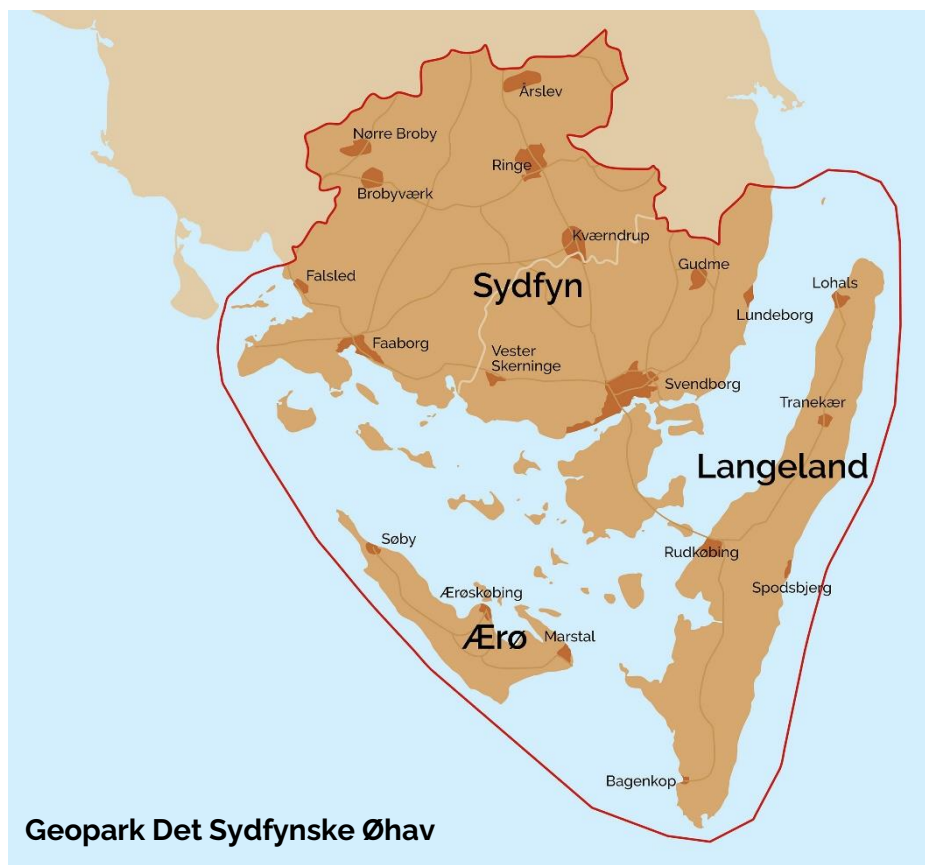 Årslev
Nørre Broby
Ringe
Brobyværk
Kværndrup
Gudme
Falsled
Sydfyn
Lohals
Lundeborg
Faaborg
Vester
Skerninge
Svendborg
Tranekær
Langeland
Søby
Rudkøbing
Spodsbjerg
Ærøskøbing
Ærø
Marstal
Bagenkop
Geopark Det Sydfynske Øhav